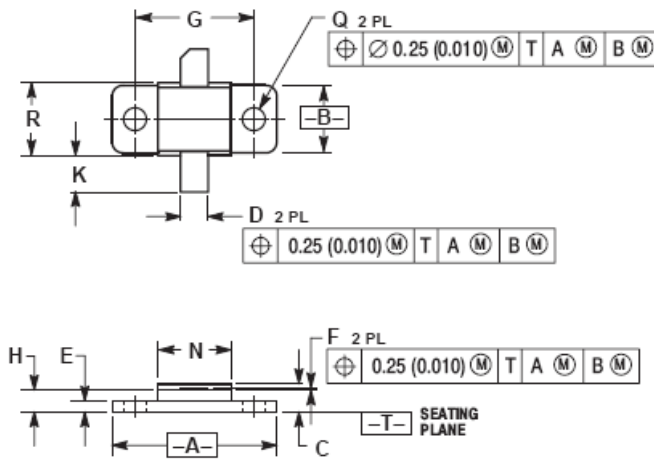 G
Q 2 PL
⌖ ∅ 0.25 (0.010) Ⓜ T A Ⓜ B Ⓜ
R
-B-
K
D 2 PL
⌖ 0.25 (0.010) Ⓜ T A Ⓜ B Ⓜ
H
E
N
F 2 PL
⌖ 0.25 (0.010) Ⓜ T A Ⓜ B Ⓜ
-T- SEATING
PLANE
-A-
C